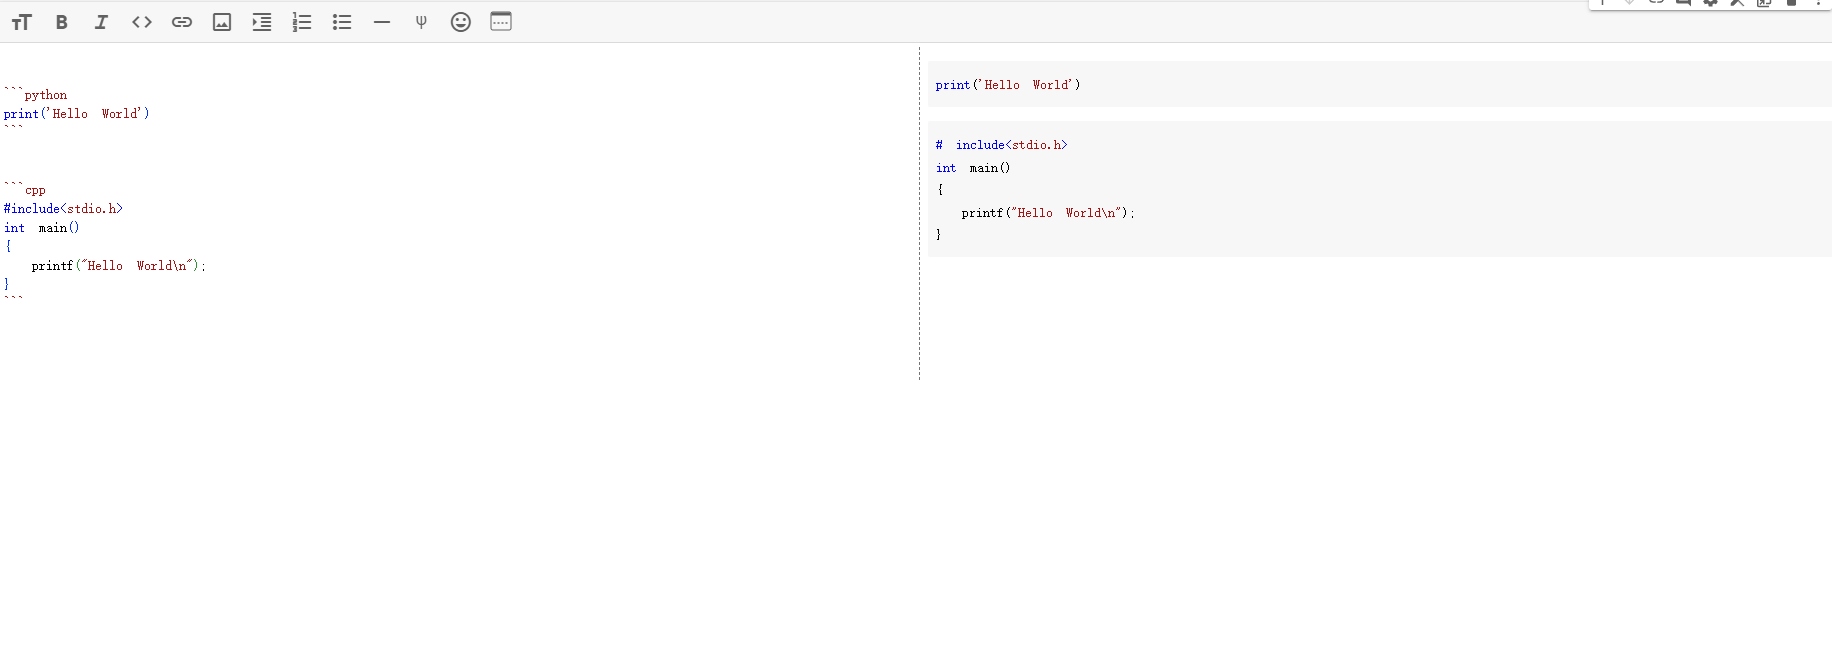 ```python
print('Hello World')
```
```cpp
#include<stdio.h>
int main()
{
    printf("Hello World\n");
}
```
print('Hello World')
# include<stdio.h>
int main()
{
    printf("Hello World\n");
}